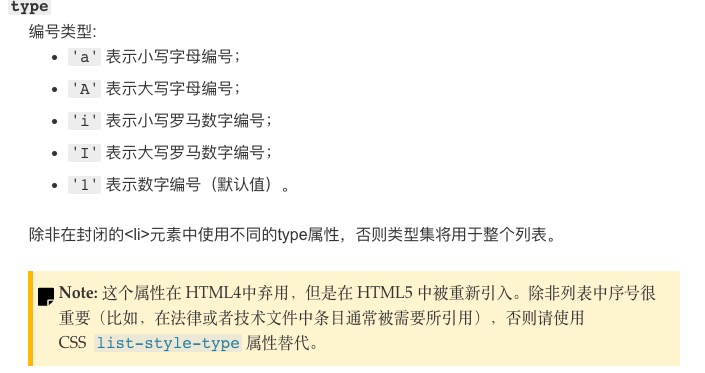 type
编号类型:
• 'a' 表示小写字母编号；
• 'A' 表示大写字母编号；
• 'i' 表示小写罗马数字编号；
• 'I' 表示大写罗马数字编号；
• '1' 表示数字编号（默认值）。
除非在封闭的<li>元素中使用不同的type属性，否则类型集将用于整个列表。
Note: 这个属性在 HTML4中弃用，但是在 HTML5 中被重新引入。除非列表中序号很
重要（比如，在法律或者技术文件中条目通常被需要所引用），否则请使用
CSS list-style-type 属性替代。